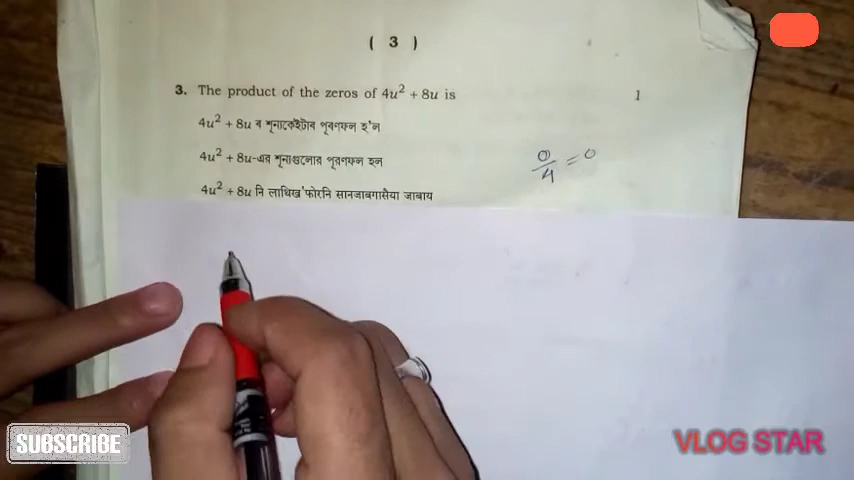 ( 3 )
3. The product of the zeros of 4u² + 8u is 1
4u² + 8u ৰ শূন্যকেইটাৰ পূৰণফল হ'ল
4u² + 8u-এর শূন্যগুলোর পূরণফল হল
0/4 = 0
4u² + 8u नि लाथिख'फोरनि सानजाबगासैया जाबाय
SUBSCRIBE
VLOG STAR